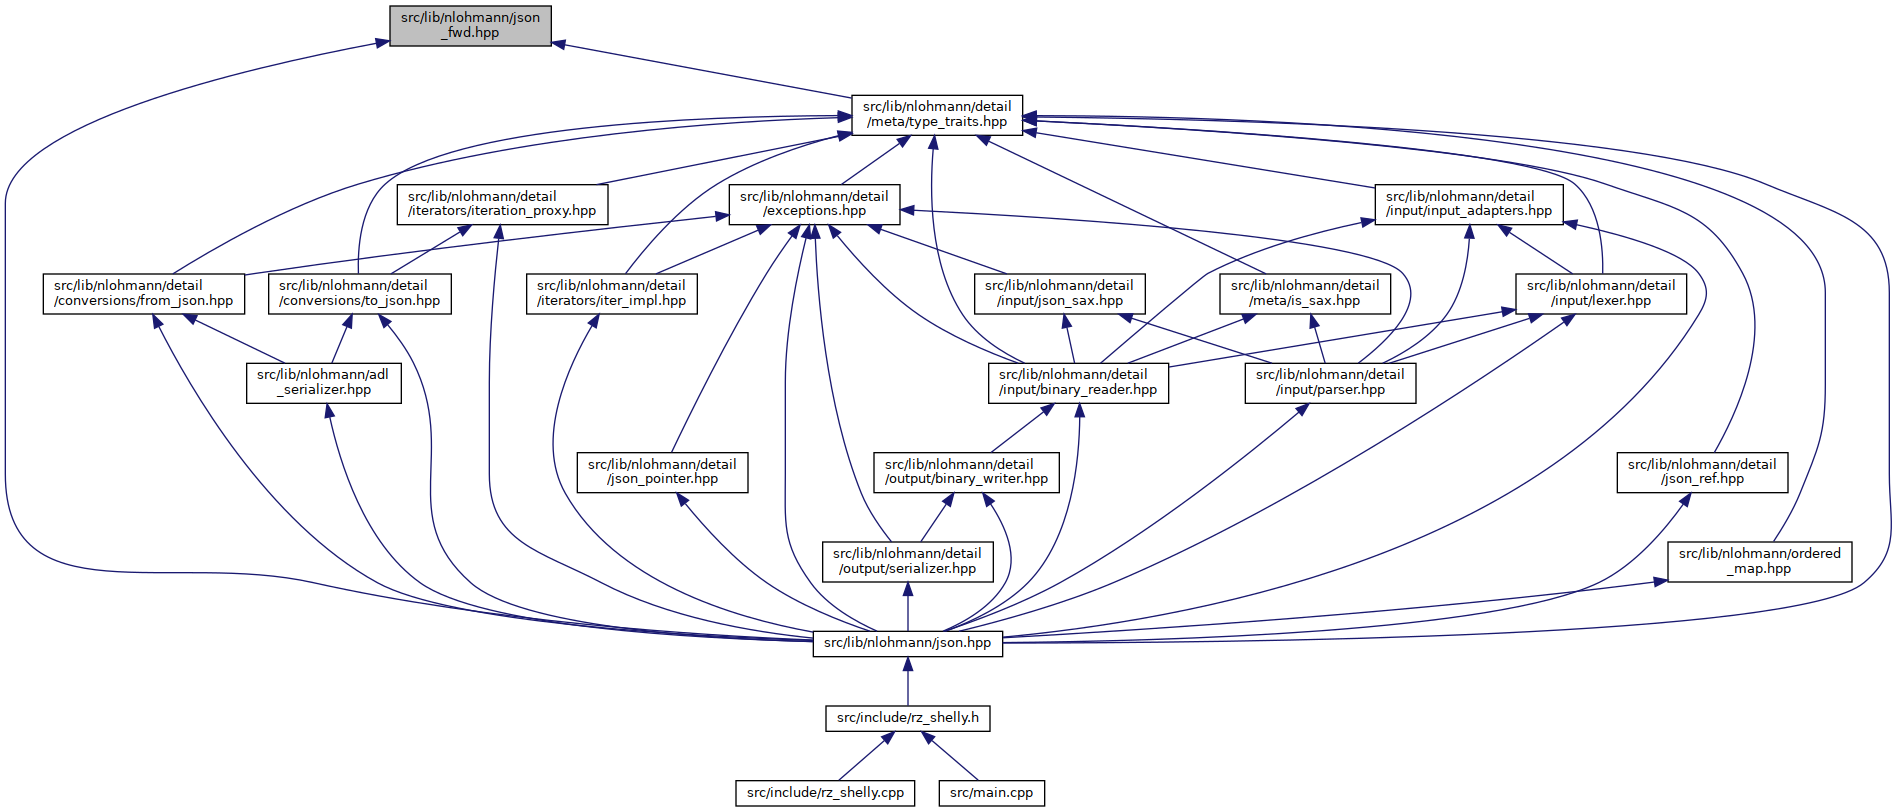 src/lib/nlohmann/json
_fwd.hpp
src/lib/nlohmann/detail
/meta/type_traits.hpp
src/lib/nlohmann/detail
/iterators/iteration_proxy.hpp
src/lib/nlohmann/detail
/exceptions.hpp
src/lib/nlohmann/detail
/input/input_adapters.hpp
src/lib/nlohmann/detail
/conversions/from_json.hpp
src/lib/nlohmann/detail
/conversions/to_json.hpp
src/lib/nlohmann/detail
/iterators/iter_impl.hpp
src/lib/nlohmann/detail
/input/json_sax.hpp
src/lib/nlohmann/detail
/meta/is_sax.hpp
src/lib/nlohmann/detail
/input/lexer.hpp
src/lib/nlohmann/adl
_serializer.hpp
src/lib/nlohmann/detail
/input/binary_reader.hpp
src/lib/nlohmann/detail
/input/parser.hpp
src/lib/nlohmann/detail
/json_pointer.hpp
src/lib/nlohmann/detail
/output/binary_writer.hpp
src/lib/nlohmann/detail
/json_ref.hpp
src/lib/nlohmann/detail
/output/serializer.hpp
src/lib/nlohmann/ordered
_map.hpp
src/lib/nlohmann/json.hpp
src/include/rz_shelly.h
src/include/rz_shelly.cpp
src/main.cpp